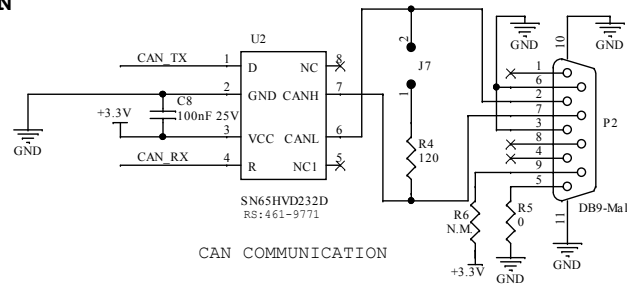 N
U2
CAN_TX
1
D
NC
8
2
GND
CANH
7
C8
100nF 25V
+3.3V
3
VCC
CANL
6
GND
CAN_RX
4
R
NC1
5
SN65HVD232D
RS:461-9771
CAN COMMUNICATION
2
J7
1
R4
120
GND
GND
10
1
6
2
7
3
8
4
9
5
P2
DB9-Mal
11
R6
N.M.
R5
0
+3.3V
GND
GND